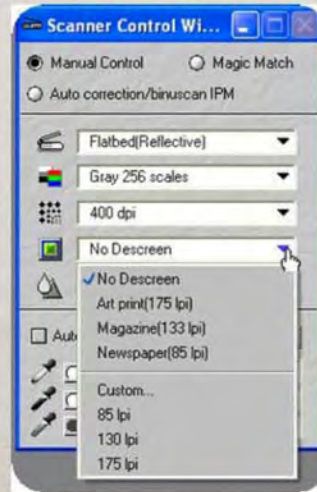 Scanner Control Wi...
Manual Control Magic Match
Auto correction/binuscan IPM
Flatbed(Reflective)
Gray 256 scales
400 dpi
No Descreen
No Descreen
Art print(175 lpi)
Magazine(133 lpi)
Newspaper(85 lpi)
Custom...
85 lpi
130 lpi
175 lpi